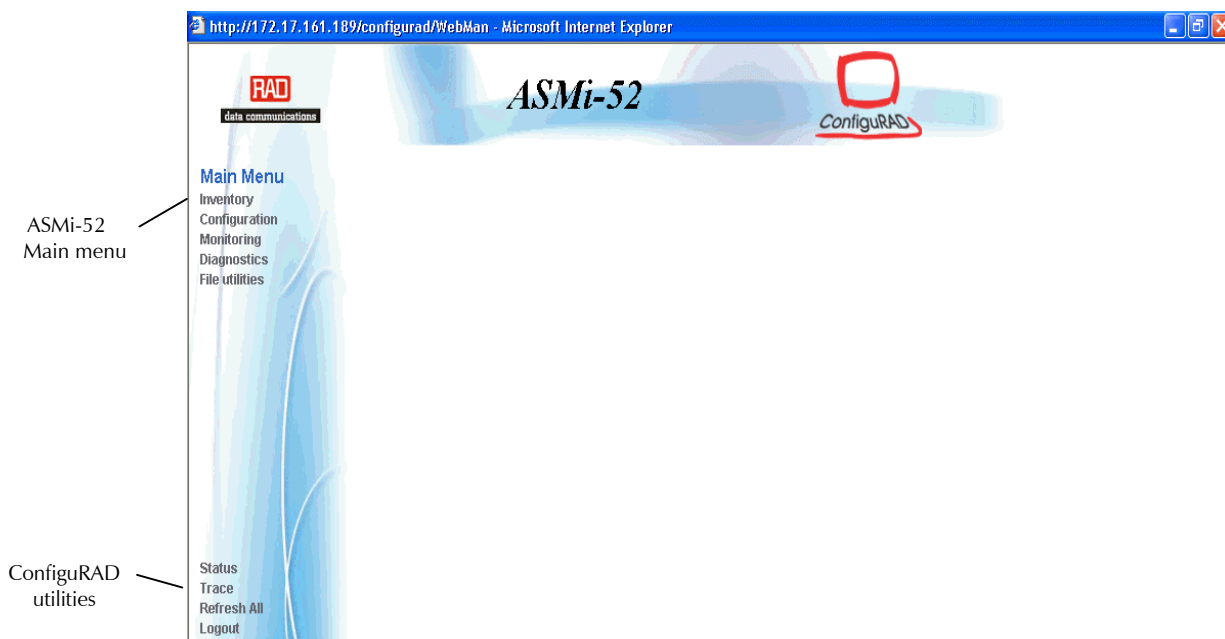 http://172.17.161.189/configurad/WebMan - Microsoft Internet Explorer
RAD
data communications
ASMi-52
ConfiguRAD
Main Menu
Inventory
Configuration
Monitoring
Diagnostics
File utilities
ASMi-52
Main menu
Status
Trace
Refresh All
Logout
ConfiguRAD
utilities